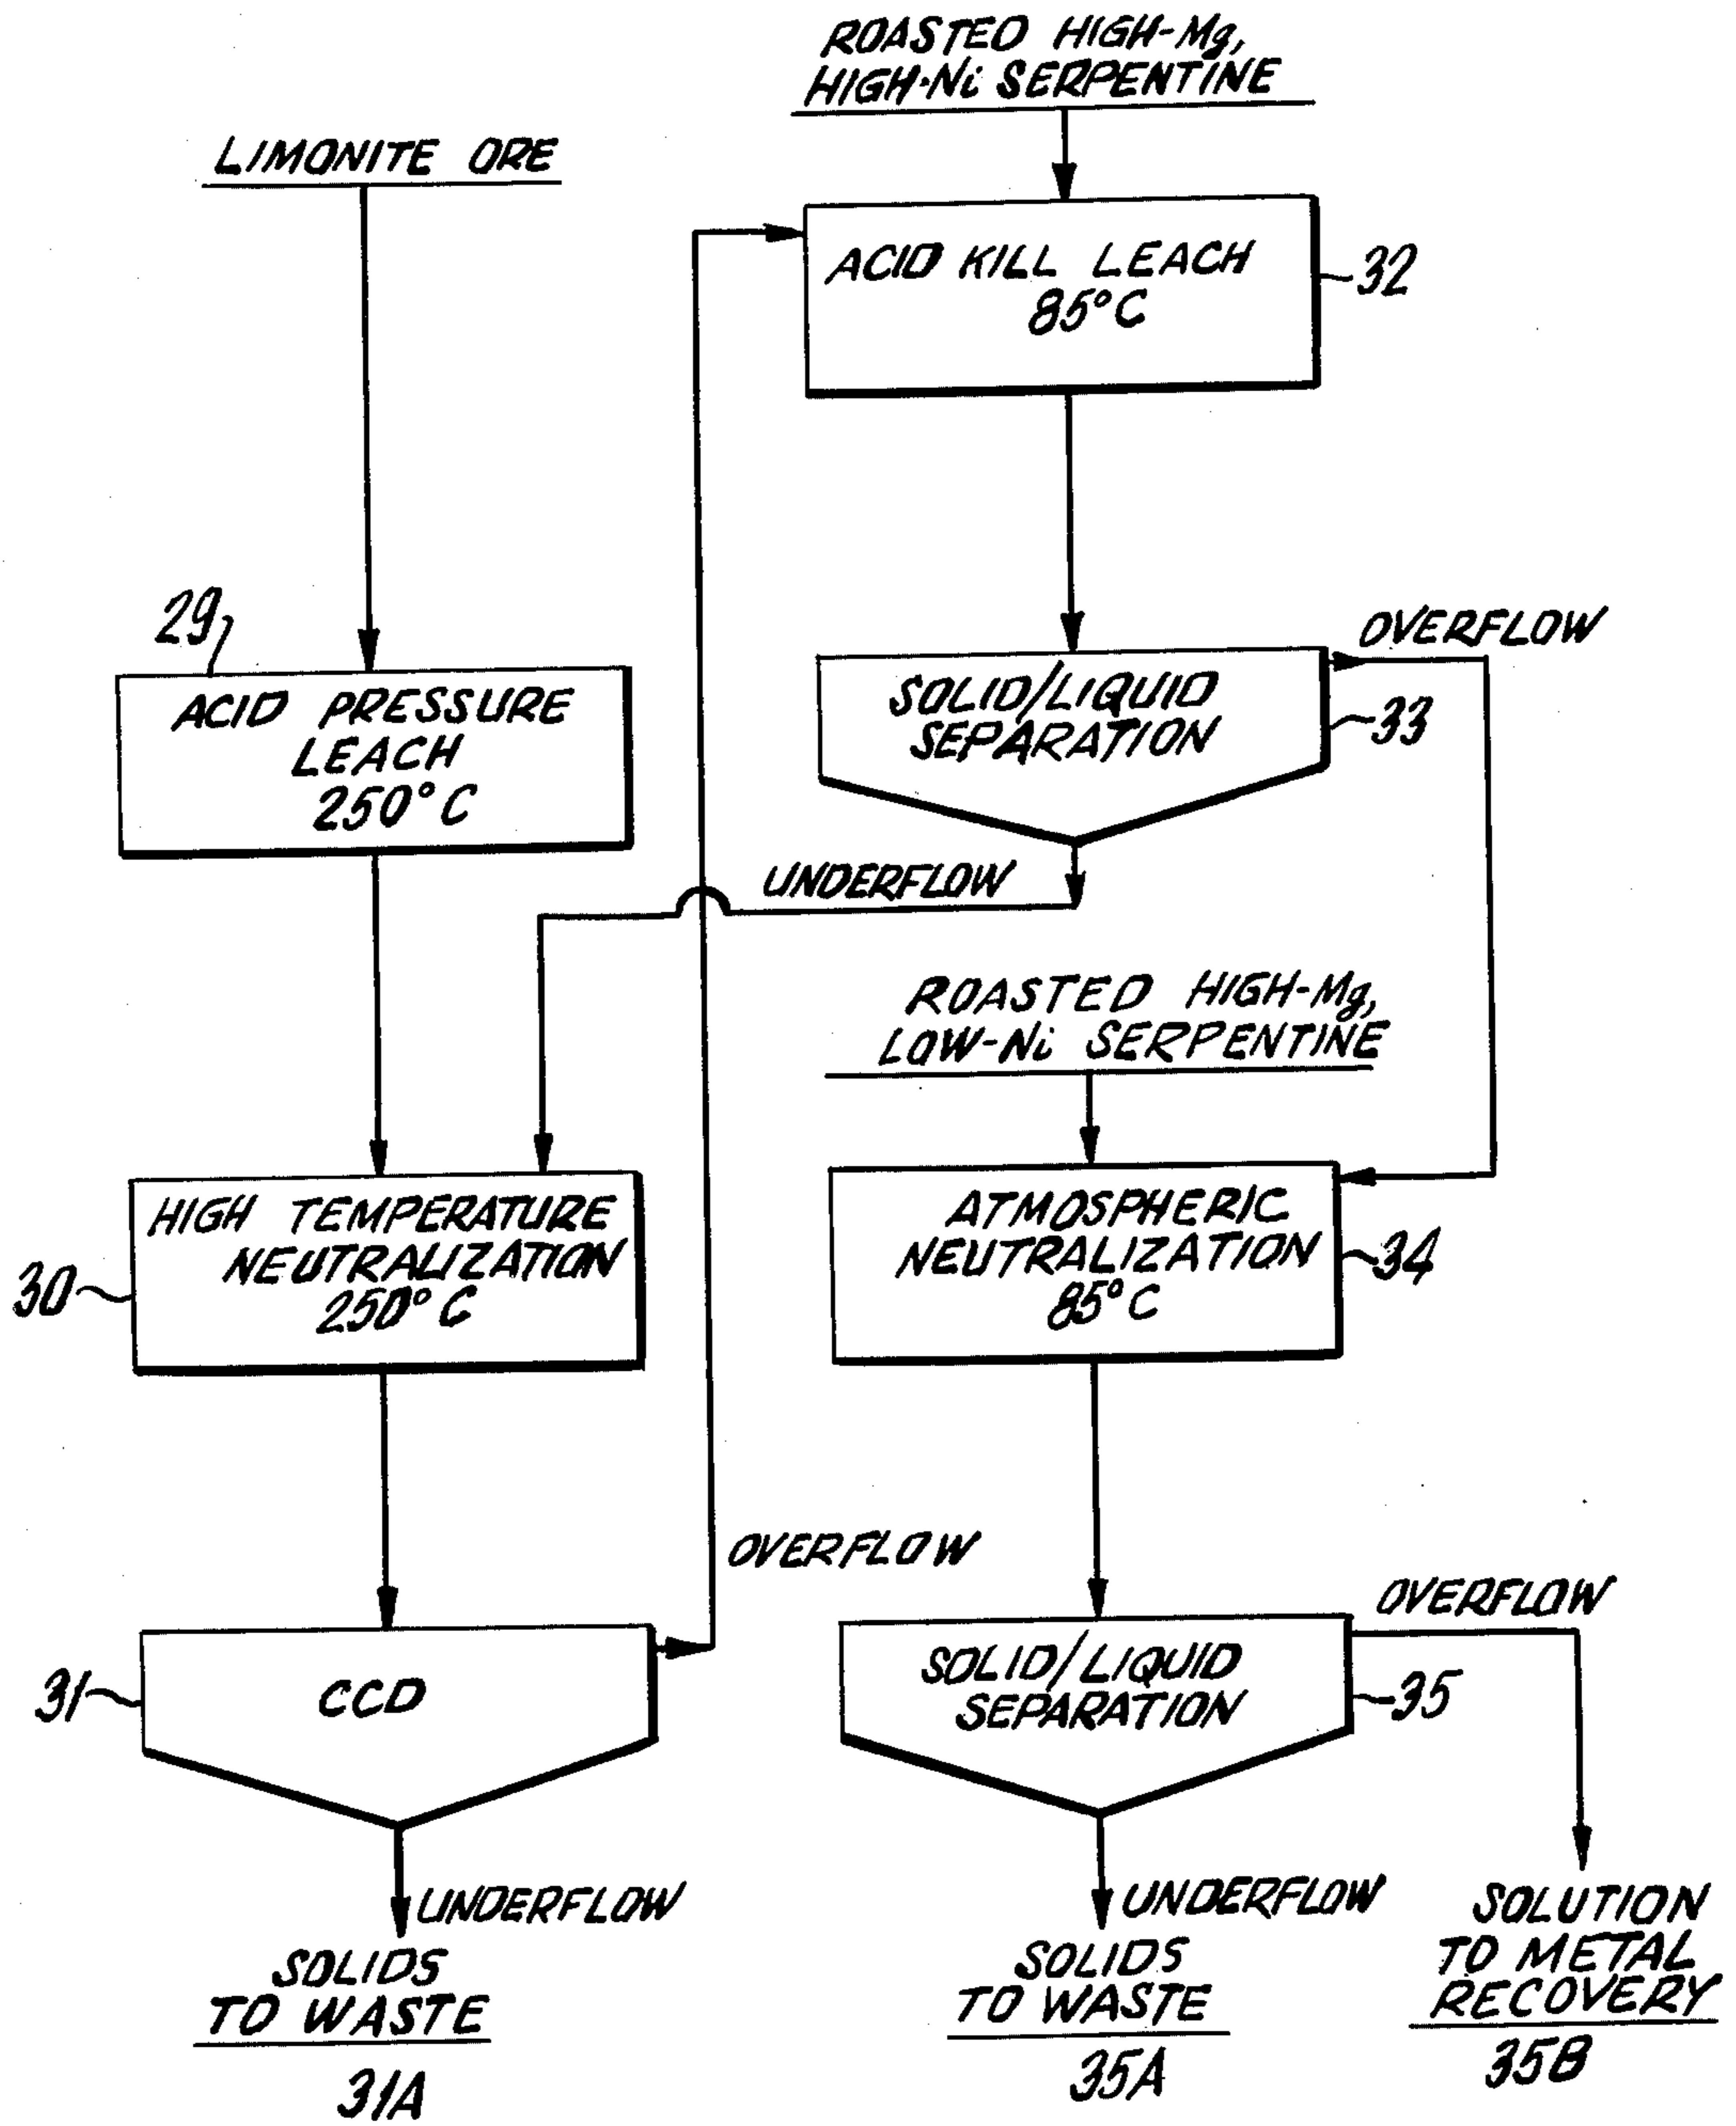 ROASTED HIGH-Mg,
HIGH-Ni SERPENTINE
LIMONITE ORE
ACID KILL LEACH
85°C
32
29
ACID PRESSURE
LEACH
250°C
OVERFLOW
SOLID/LIQUID
SEPARATION
33
UNDERFLOW
ROASTED HIGH-Mg,
LOW-Ni SERPENTINE
HIGH TEMPERATURE
NEUTRALIZATION
250°C
30
ATMOSPHERIC
NEUTRALIZATION
85°C
34
OVERFLOW
CCD
31
OVERFLOW
SOLID/LIQUID
SEPARATION
35
UNDERFLOW
SOLIDS
TO WASTE
31A
UNDERFLOW
SOLIDS
TO WASTE
35A
SOLUTION
TO METAL
RECOVERY
35B